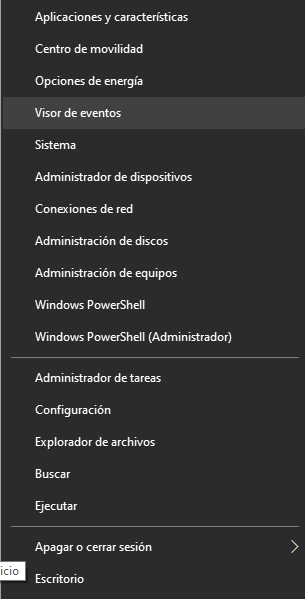 Aplicaciones y características
Centro de movilidad
Opciones de energía
Visor de eventos
Sistema
Administrador de dispositivos
Conexiones de red
Administración de discos
Administración de equipos
Windows PowerShell
Windows PowerShell (Administrador)
Administrador de tareas
Configuración
Explorador de archivos
Buscar
Ejecutar
Apagar o cerrar sesión
icio
Escritorio